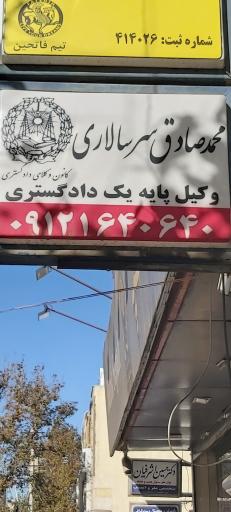 شماره ثبت: ۴۱۴۰۲۶
تیم فاتحین
محمدصادق سرسالاری
کانون وکلای دادگستری
وکیل پایه یک دادگستری
۰۹۱۲۱۶۴۰۶۴۰